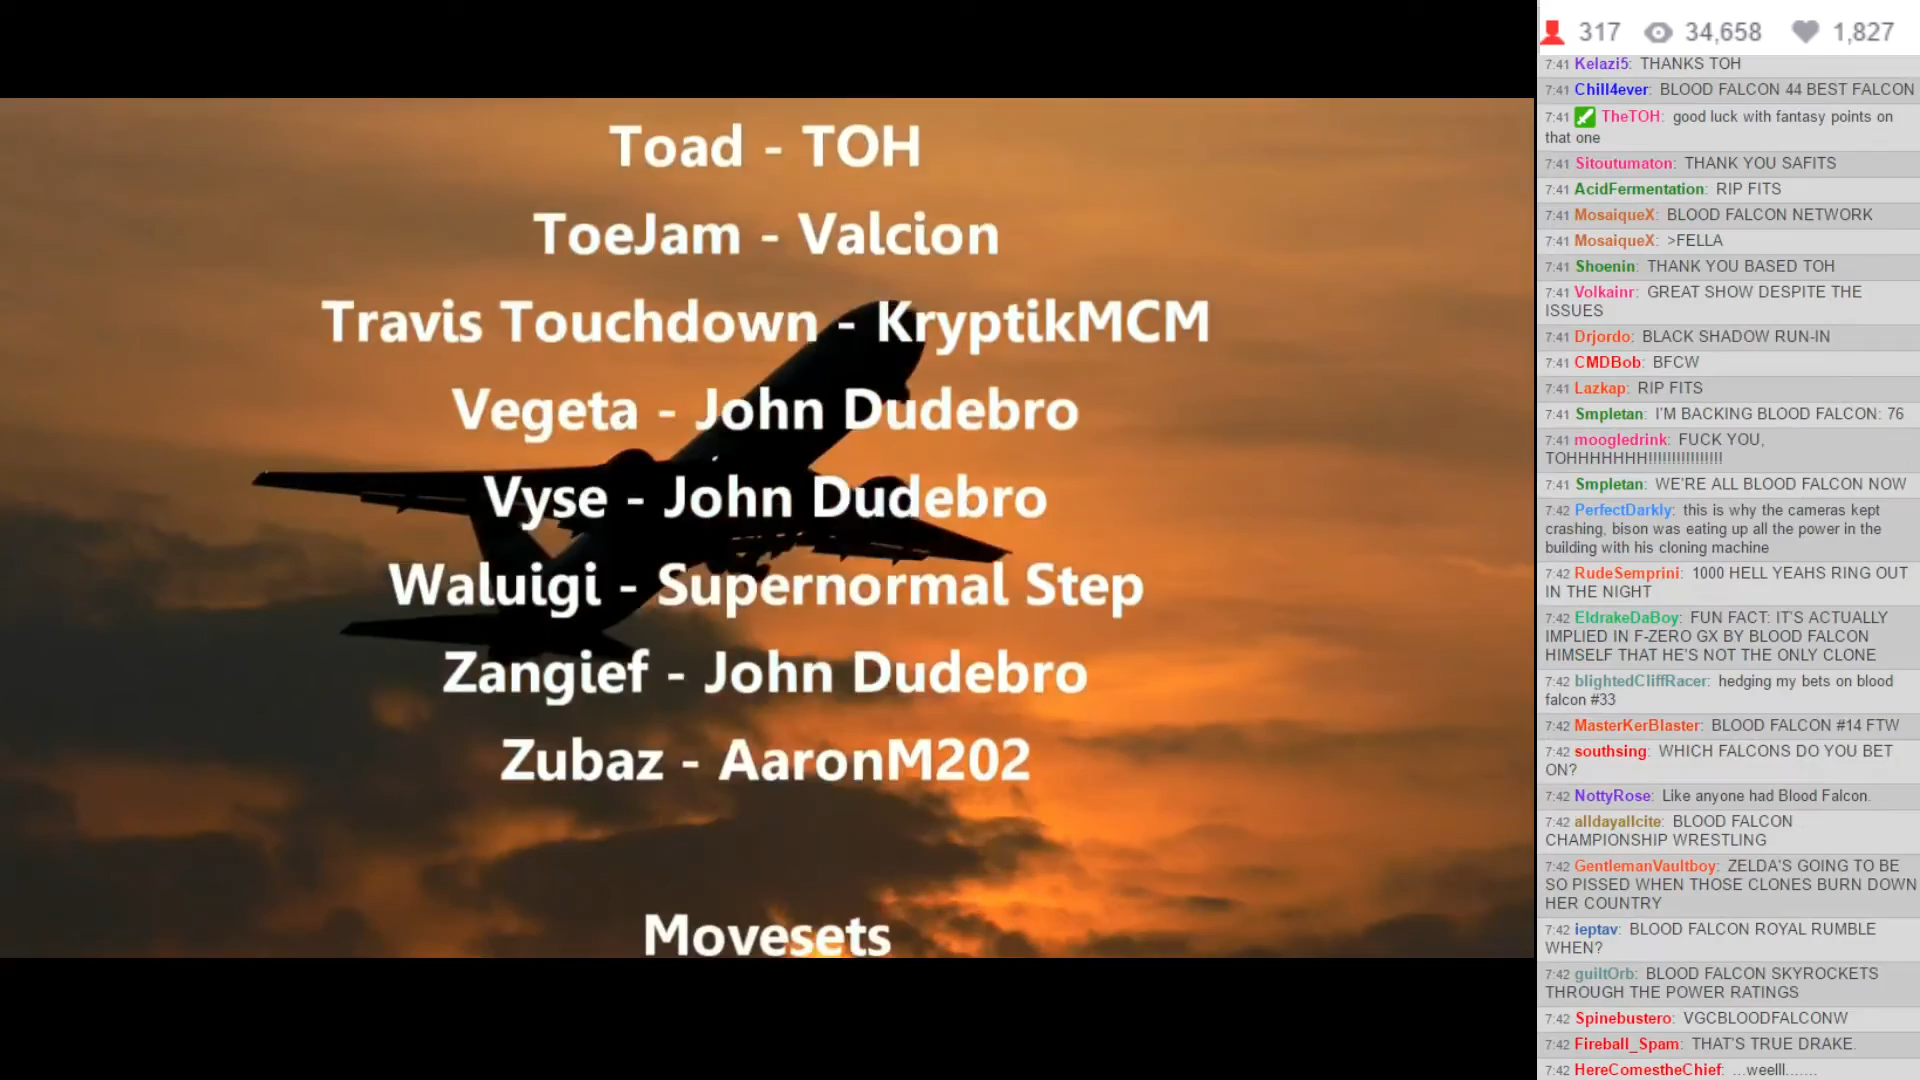 Toad - TOH
ToeJam - Valcion
Travis Touchdown - KryptikMCM
Vegeta - John Dudebro
Vyse - John Dudebro
Waluigi - Supernormal Step
Zangief - John Dudebro
Zubaz - AaronM202
Movesets
317 34,658 1,827
7:41 Kelazi5: THANKS TOH
7:41 Chill4ever: BLOOD FALCON 44 BEST FALCON
7:41 TheTOH: good luck with fantasy points on
that one
7:41 Sitoutumaton: THANK YOU SAFITS
7:41 AcidFermentation: RIP FITS
7:41 MosaiqueX: BLOOD FALCON NETWORK
7:41 MosaiqueX: >FELLA
7:41 Shoenin: THANK YOU BASED TOH
7:41 Volkainr: GREAT SHOW DESPITE THE
ISSUES
7:41 Drjordo: BLACK SHADOW RUN-IN
7:41 CMDBob: BFCW
7:41 Lazkap: RIP FITS
7:41 Smpletan: I'M BACKING BLOOD FALCON: 76
7:41 moogledrink: FUCK YOU,
TOHHHHHHH!!!!!!!!!!!!!!!!
7:41 Smpletan: WE'RE ALL BLOOD FALCON NOW
7:42 PerfectDarkly: this is why the cameras kept
crashing, bison was eating up all the power in the
building with his cloning machine
7:42 RudeSemprini: 1000 HELL YEAHS RING OUT
IN THE NIGHT
7:42 EldrakeDaBoy: FUN FACT: IT'S ACTUALLY
IMPLIED IN F-ZERO GX BY BLOOD FALCON
HIMSELF THAT HE'S NOT THE ONLY CLONE
7:42 blightedCliffRacer: hedging my bets on blood
falcon #33
7:42 MasterKerBlaster: BLOOD FALCON #14 FTW
7:42 southsing: WHICH FALCONS DO YOU BET
ON?
7:42 NottyRose: Like anyone had Blood Falcon.
7:42 alldayallcite: BLOOD FALCON
CHAMPIONSHIP WRESTLING
7:42 GentlemanVaultboy: ZELDA'S GOING TO BE
SO PISSED WHEN THOSE CLONES BURN DOWN
HER COUNTRY
7:42 ieptav: BLOOD FALCON ROYAL RUMBLE
WHEN?
7:42 guiltOrb: BLOOD FALCON SKYROCKETS
THROUGH THE POWER RATINGS
7:42 Spinebustero: VGCBLOODFALCONW
7:42 Fireball_Spam: THAT'S TRUE DRAKE.
7:42 HereComestheChief: ...weelll.......